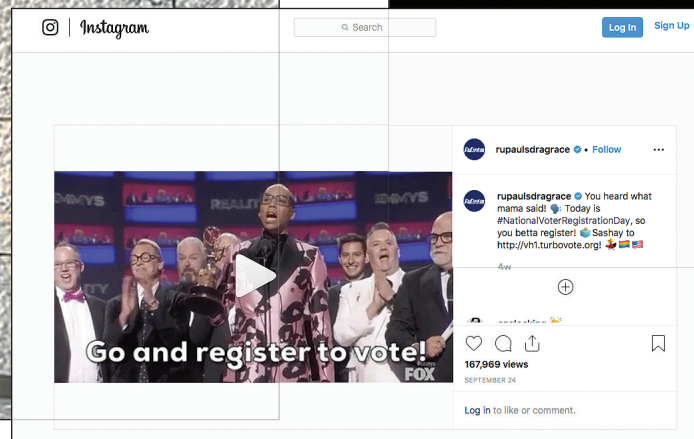 Instagram
Search
Log In
Sign Up
rupaulsdragrace • Follow
rupaulsdragrace You heard what
mama said! 🗣️ Today is
#NationalVoterRegistrationDay, so
you betta register! 🗳️ Sashay to
http://vh1.turbovote.org! 💃🏾🏳️‍🌈🇺🇸
4w
EMMYS
REALITY
EMMYS
Go and register to vote!
FOX
167,969 views
SEPTEMBER 24
Log in to like or comment.